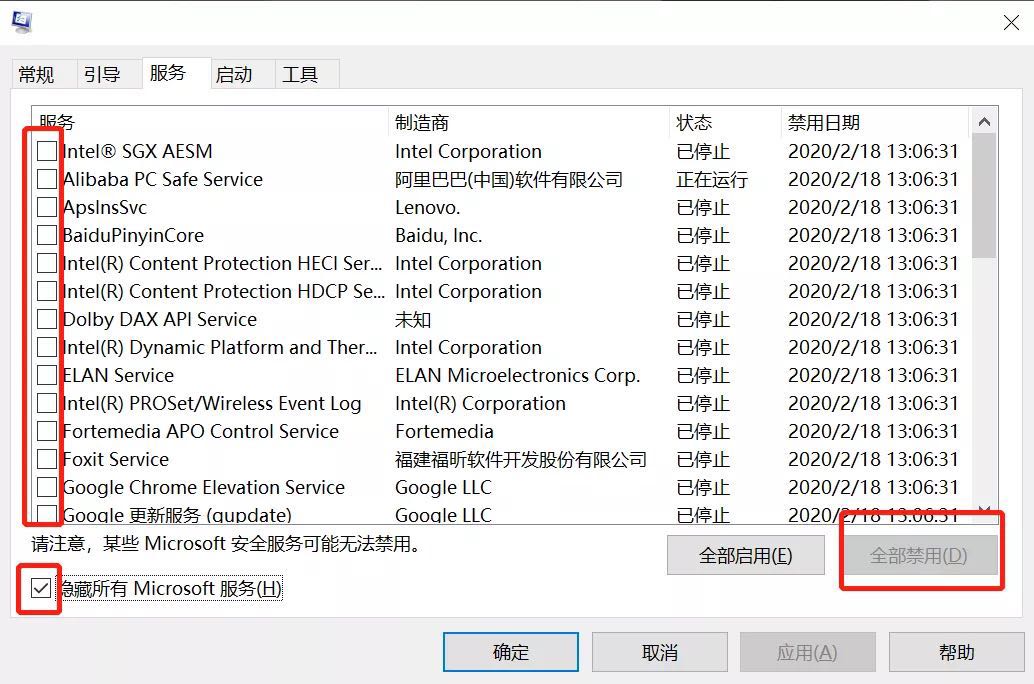 常规 引导 服务 启动 工具
服务 制造商 状态 禁用日期
Intel® SGX AESM Intel Corporation 已停止 2020/2/18 13:06:31
Alibaba PC Safe Service 阿里巴巴(中国)软件有限公司 正在运行 2020/2/18 13:06:31
ApsInsSvc Lenovo. 已停止 2020/2/18 13:06:31
BaiduPinyinCore Baidu, Inc. 已停止 2020/2/18 13:06:31
Intel(R) Content Protection HECI Ser... Intel Corporation 已停止 2020/2/18 13:06:31
Intel(R) Content Protection HDCP Se... Intel Corporation 已停止 2020/2/18 13:06:31
Dolby DAX API Service 未知 已停止 2020/2/18 13:06:31
Intel(R) Dynamic Platform and Ther... Intel Corporation 已停止 2020/2/18 13:06:31
ELAN Service ELAN Microelectronics Corp. 已停止 2020/2/18 13:06:31
Intel(R) PROSet/Wireless Event Log Intel(R) Corporation 已停止 2020/2/18 13:06:31
Fortemedia APO Control Service Fortemedia 已停止 2020/2/18 13:06:31
Foxit Service 福建福昕软件开发股份有限公司 已停止 2020/2/18 13:06:31
Google Chrome Elevation Service Google LLC 已停止 2020/2/18 13:06:31
Google 更新服务 (gupdate) Google LLC 已停止 2020/2/18 13:06:31
请注意，某些 Microsoft 安全服务可能无法禁用。
全部启用(E) 全部禁用(D)
隐藏所有 Microsoft 服务(H)
确定 取消 应用(A) 帮助